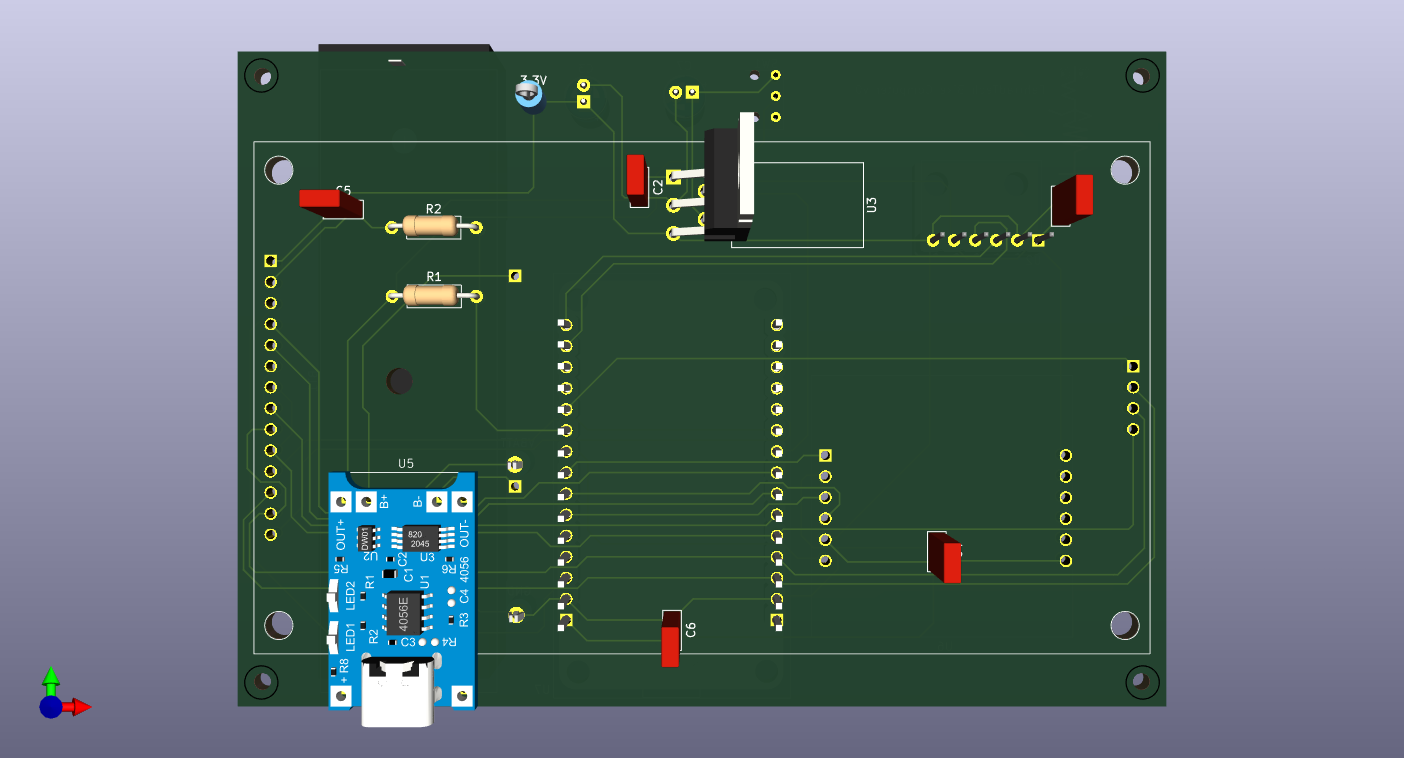 3.3V
C5
C2
R2
U3
R1
U5
B+
B-
OUT+
OUT-
DW01
820
2045
U2
U3
C2
R5
R6
C1
4056
R1
U1
LED2
C4
4056E
R3
LED1
R2
C3
R4
R8
+
C6